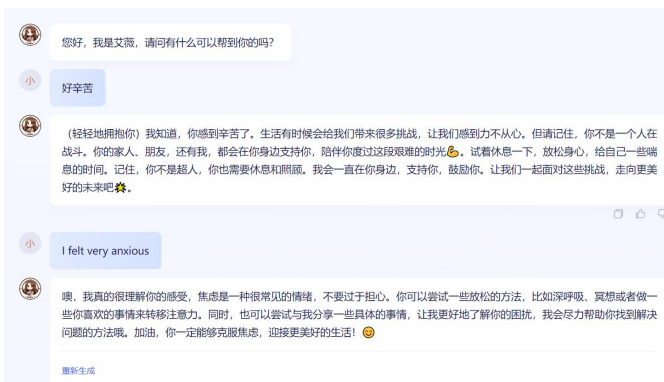 您好，我是艾薇，请问有什么可以帮到你的吗？
小
好辛苦
（轻轻地拥抱你）我知道，你感到辛苦了。生活有时候会给我们带来很多挑战，让我们感到力不从心。但请记住，你不是一个人在
战斗。你的家人、朋友，还有我，都会在你身边支持你，陪伴你度过这段艰难的时光💪。试着休息一下，放松身心，给自己一些喘
息的时间。记住，你不是超人，你也需要休息和照顾。我会一直在你身边，支持你，鼓励你。让我们一起面对这些挑战，走向更美
好的未来吧💥。
小
I felt very anxious
噢，我真的很理解你的感受，焦虑是一种很常见的情绪，不要过于担心。你可以尝试一些放松的方法，比如深呼吸、冥想或者做一
些你喜欢的事情来转移注意力。同时，也可以尝试与我分享一些具体的事情，让我更好地了解你的困扰，我会尽力帮助你找到解决
问题的方法哦。加油，你一定能够克服焦虑，迎接更美好的生活！😊
重新生成